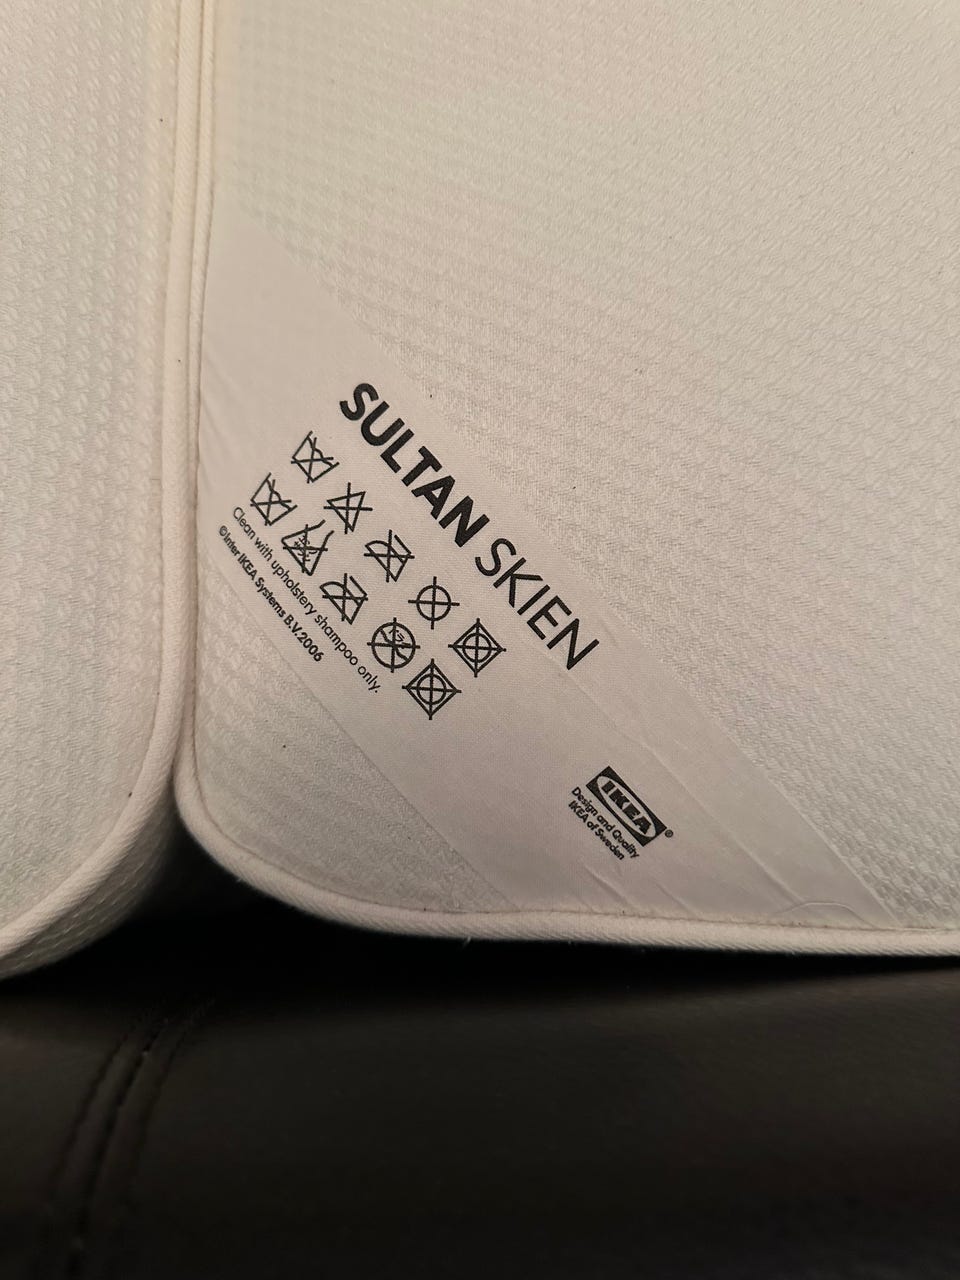 SULTAN SKIEN
Clean with upholstery shampoo only.
©Inter IKEA Systems B.V. 2006
IKEA®
Design and Quality
IKEA of Sweden